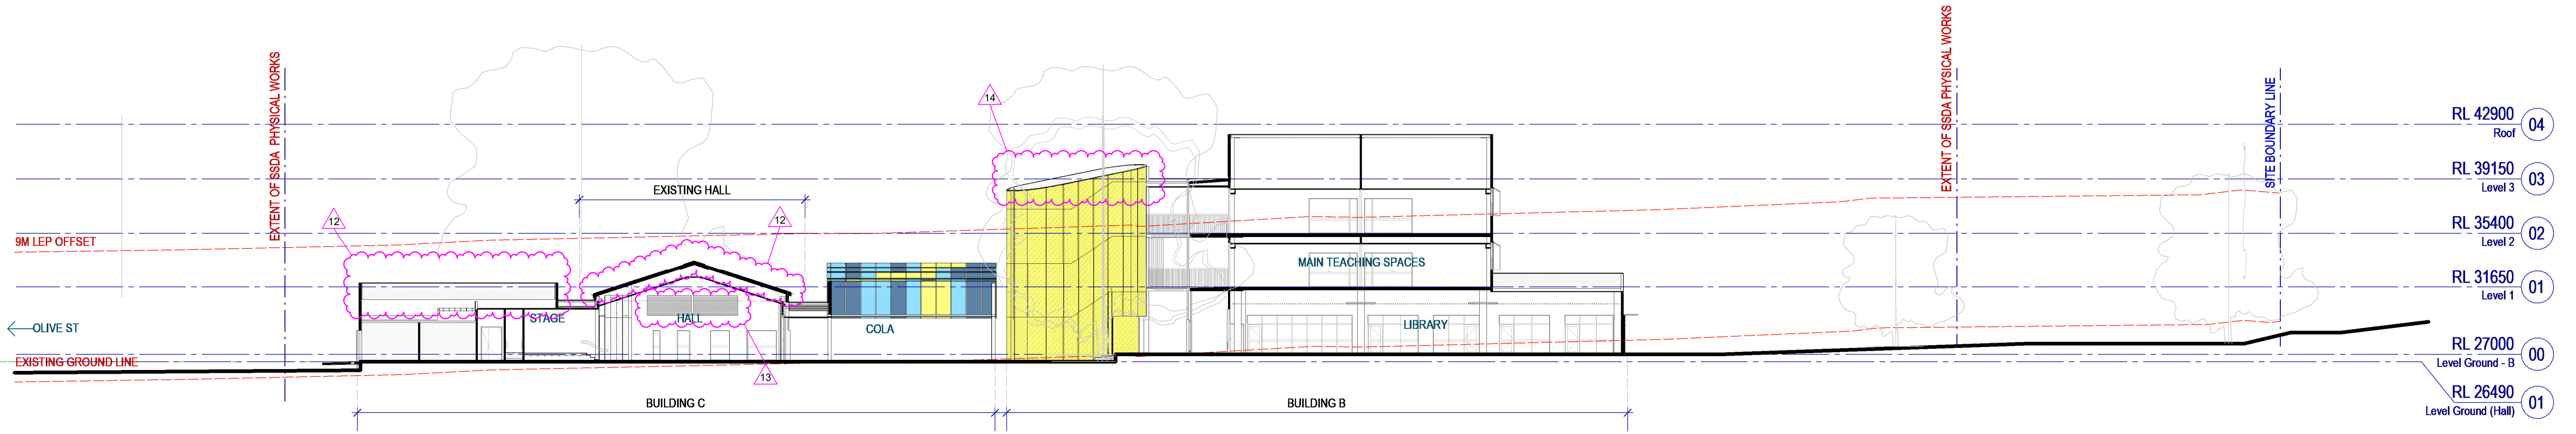 EXTENT OF SSDA PHYSICAL WORKS
EXTENT OF SSDA PHYSICAL WORKS
SITE BOUNDARY LINE
14
RL 42900
Roof
04
RL 39150
Level 3
03
EXISTING HALL
12
12
9M LEP OFFSET
RL 35400
Level 2
02
MAIN TEACHING SPACES
RL 31650
Level 1
01
OLIVE ST
STAGE
HALL
COLA
LIBRARY
EXISTING GROUND LINE
RL 27000
Level Ground - B
00
13
RL 26490
Level Ground (Hall)
01
BUILDING C
BUILDING B